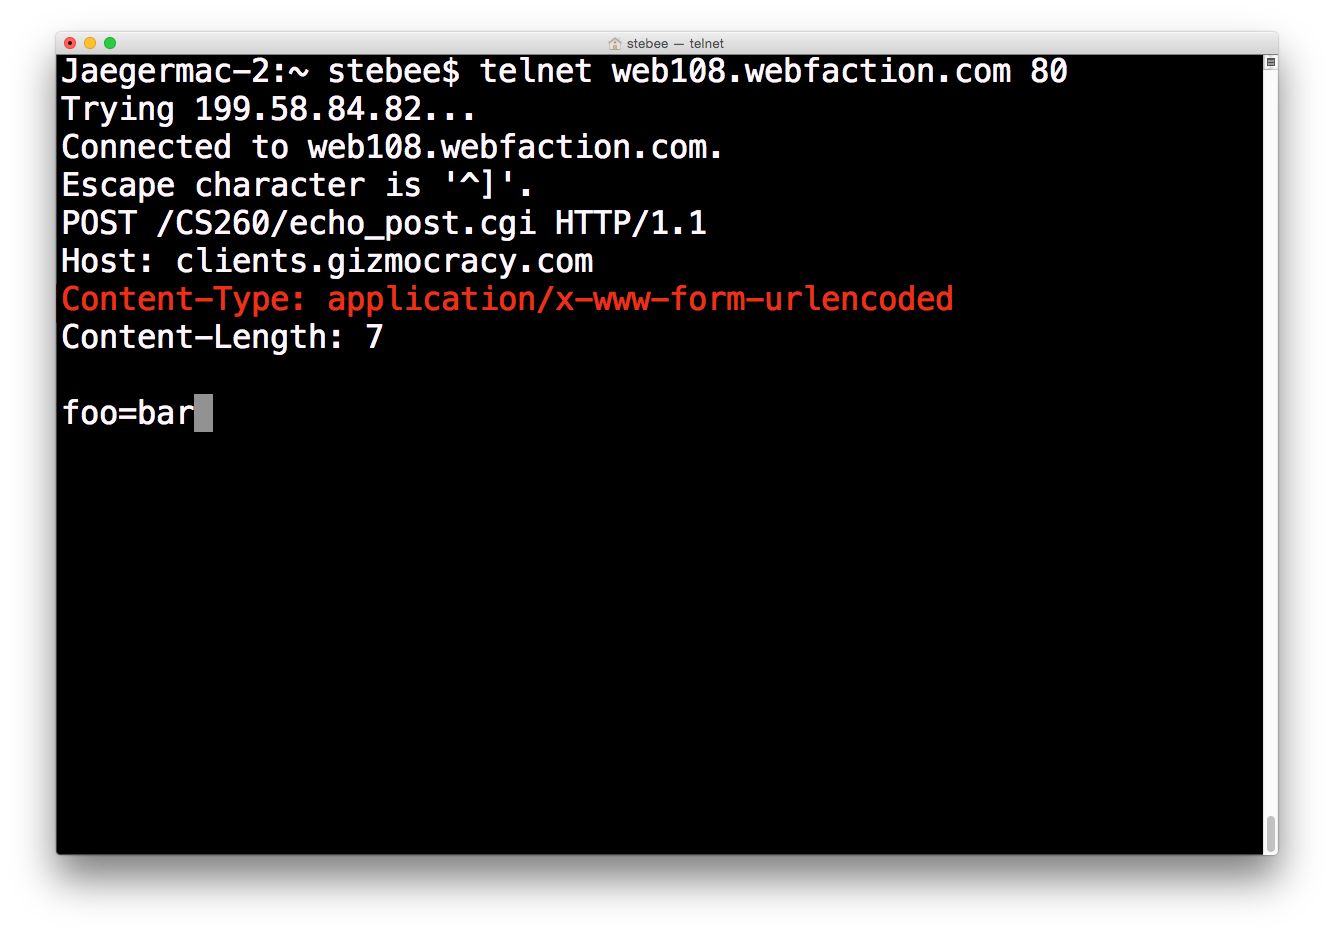 stebee — telnet
Jaegermac-2:~ stebee$ telnet web108.webfaction.com 80
Trying 199.58.84.82...
Connected to web108.webfaction.com.
Escape character is '^]'.
POST /CS260/echo_post.cgi HTTP/1.1
Host: clients.gizmocracy.com
Content-Type: application/x-www-form-urlencoded
Content-Length: 7

foo=bar